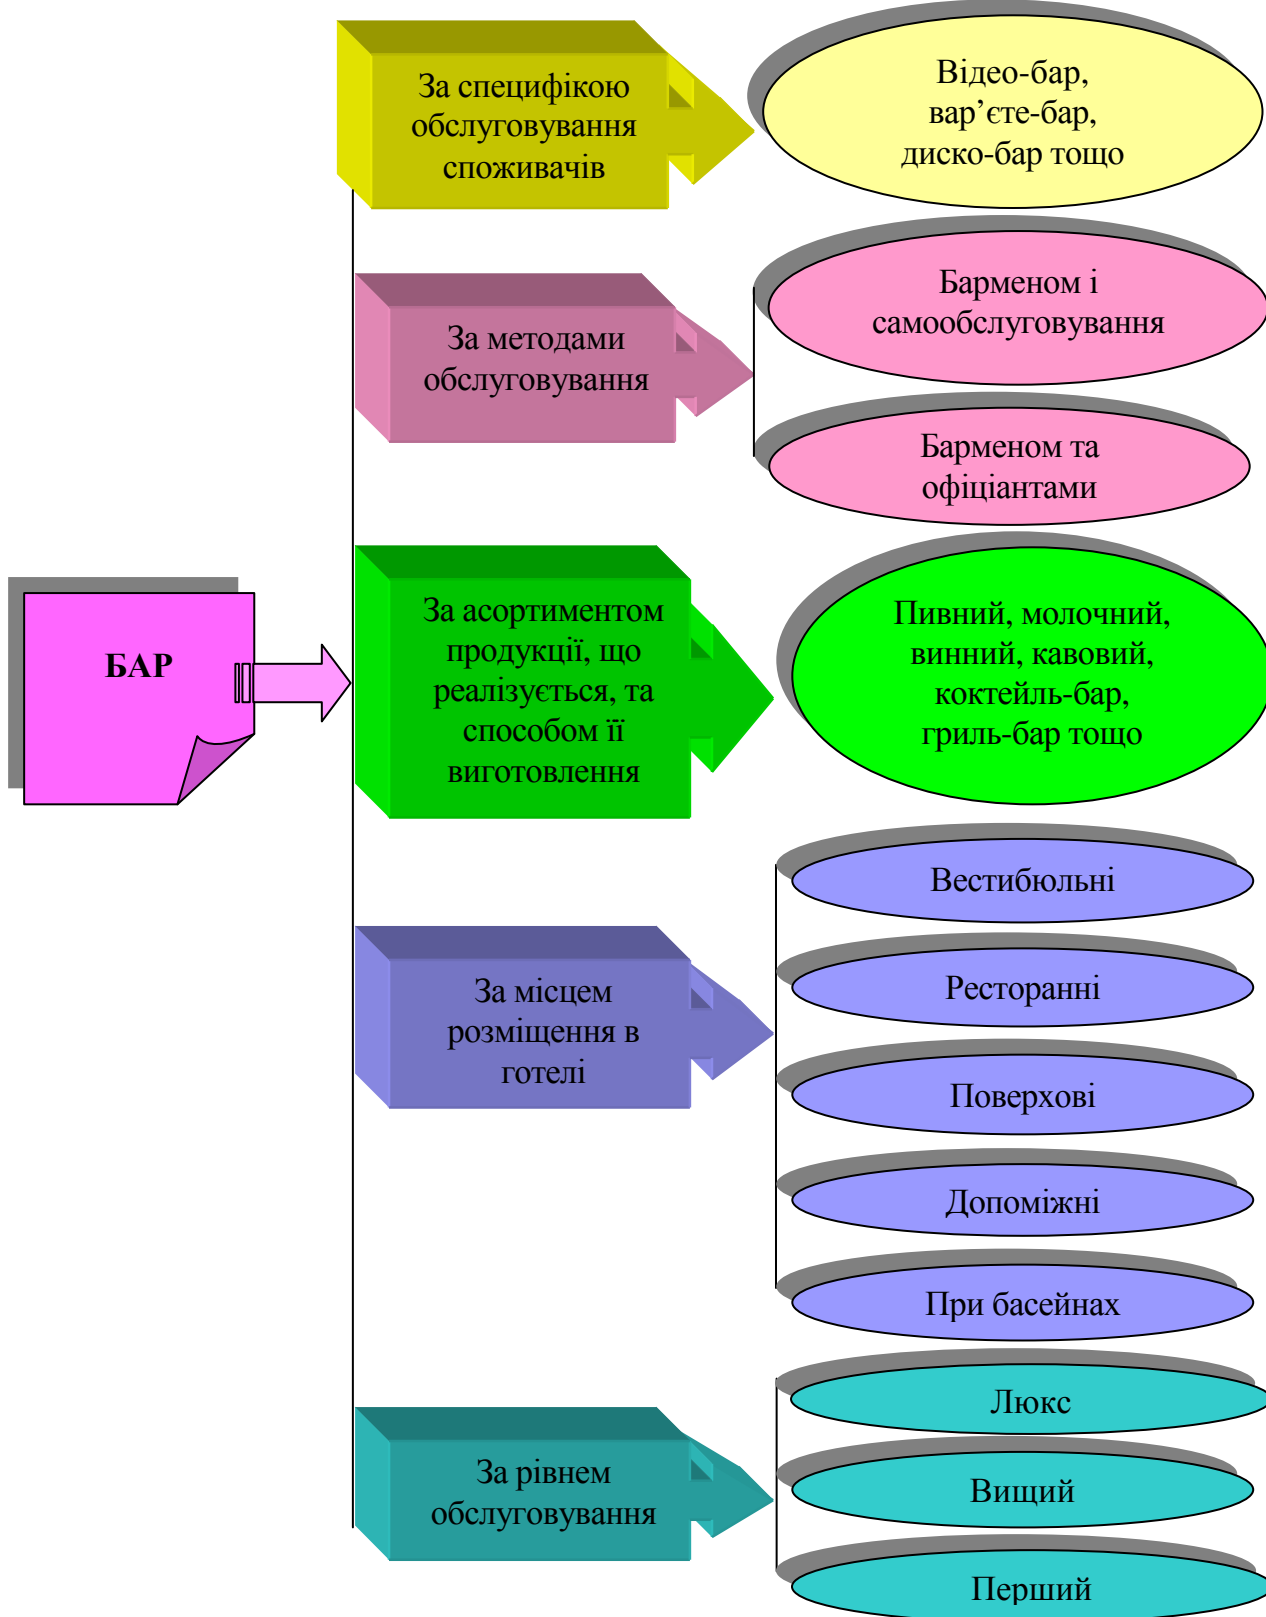 БАР
За специфікою
обслуговування
споживачів
Відео-бар,
вар’єте-бар,
диско-бар тощо
За методами
обслуговування
Барменом і
самообслуговування
Барменом та
офіціантами
За асортиментом
продукції, що
реалізується, та
способом її
виготовлення
Пивний, молочний,
винний, кавовий,
коктейль-бар,
гриль-бар тощо
За місцем
розміщення в
готелі
Вестибюльні
Ресторанні
Поверхові
Допоміжні
При басейнах
За рівнем
обслуговування
Люкс
Вищий
Перший